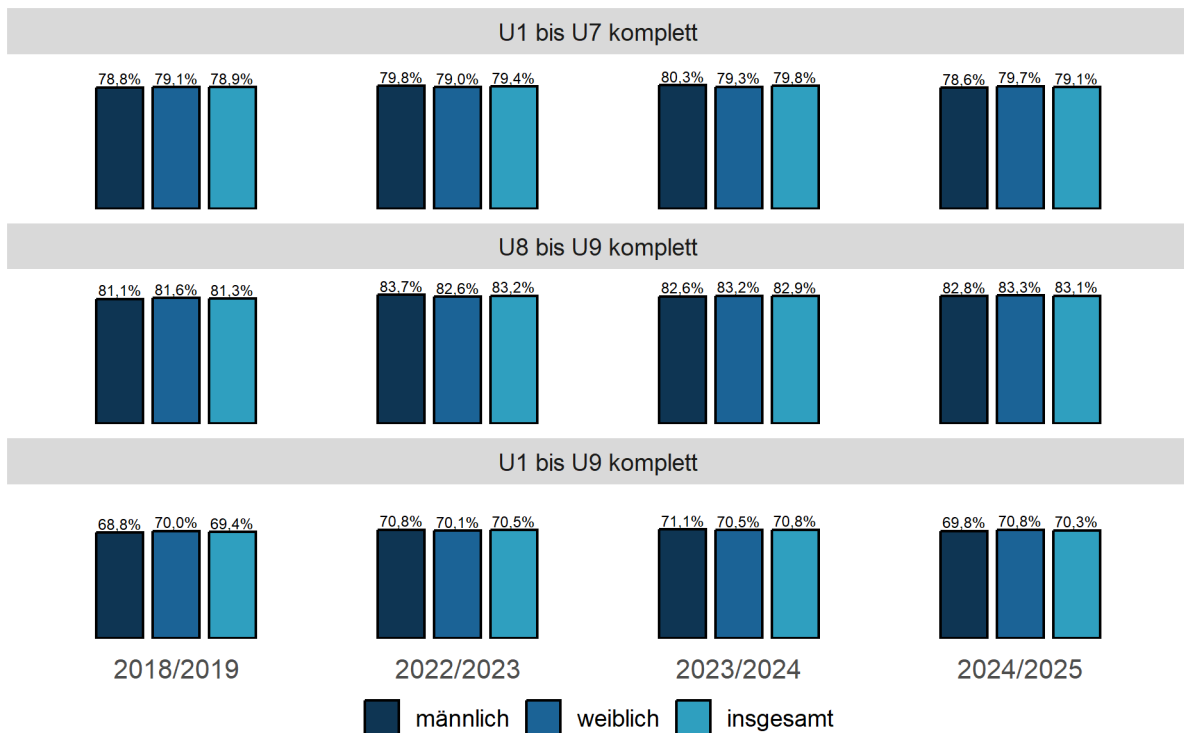 U1 bis U7 komplett
78,8% 79,1% 78,9% 79,8% 79,0% 79,4% 80,3% 79,3% 79,8% 78,6% 79,7% 79,1%
U8 bis U9 komplett
81,1% 81,6% 81,3% 83,7% 82,6% 83,2% 82,6% 83,2% 82,9% 82,8% 83,3% 83,1%
U1 bis U9 komplett
68,8% 70,0% 69,4% 70,8% 70,1% 70,5% 71,1% 70,5% 70,8% 69,8% 70,8% 70,3%
2018/2019 2022/2023 2023/2024 2024/2025
männlich weiblich insgesamt